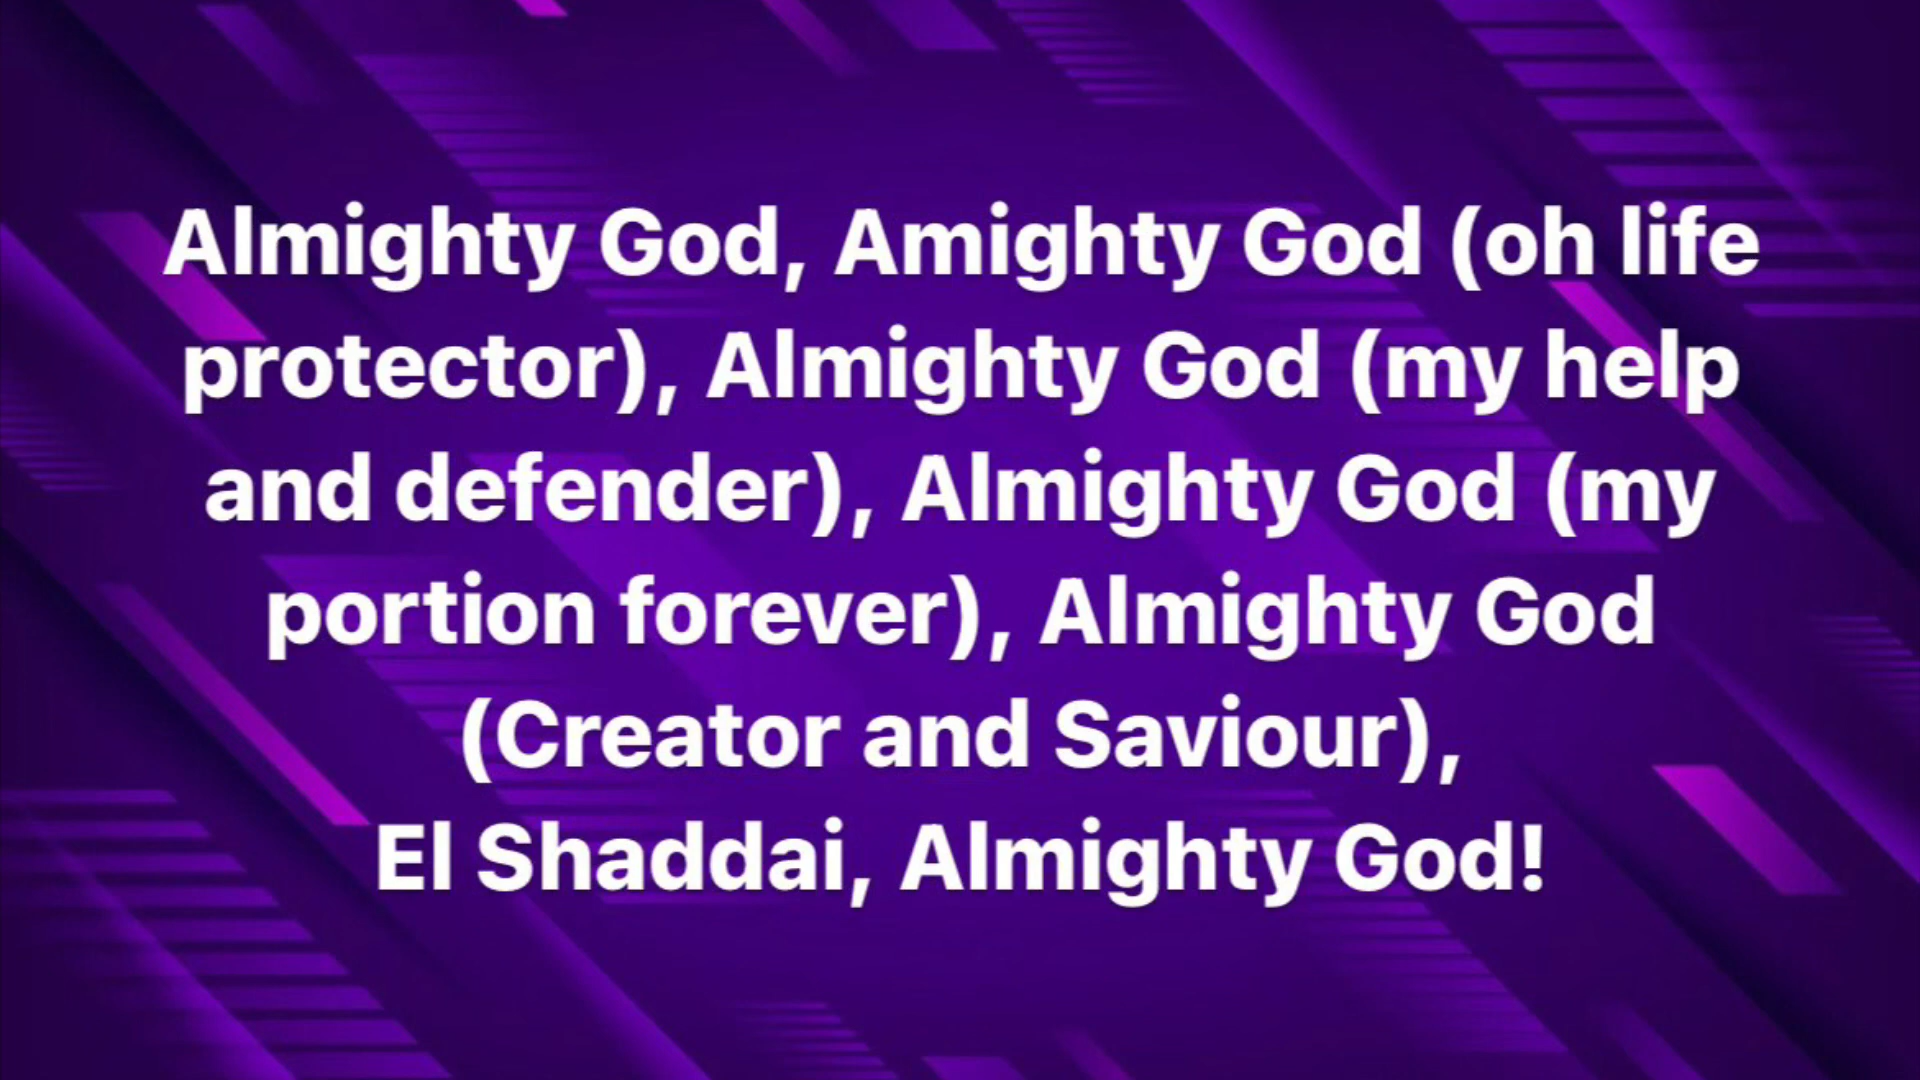 Almighty God, Amighty God (oh life
protector), Almighty God (my help
and defender), Almighty God (my
portion forever), Almighty God
(Creator and Saviour),
El Shaddai, Almighty God!